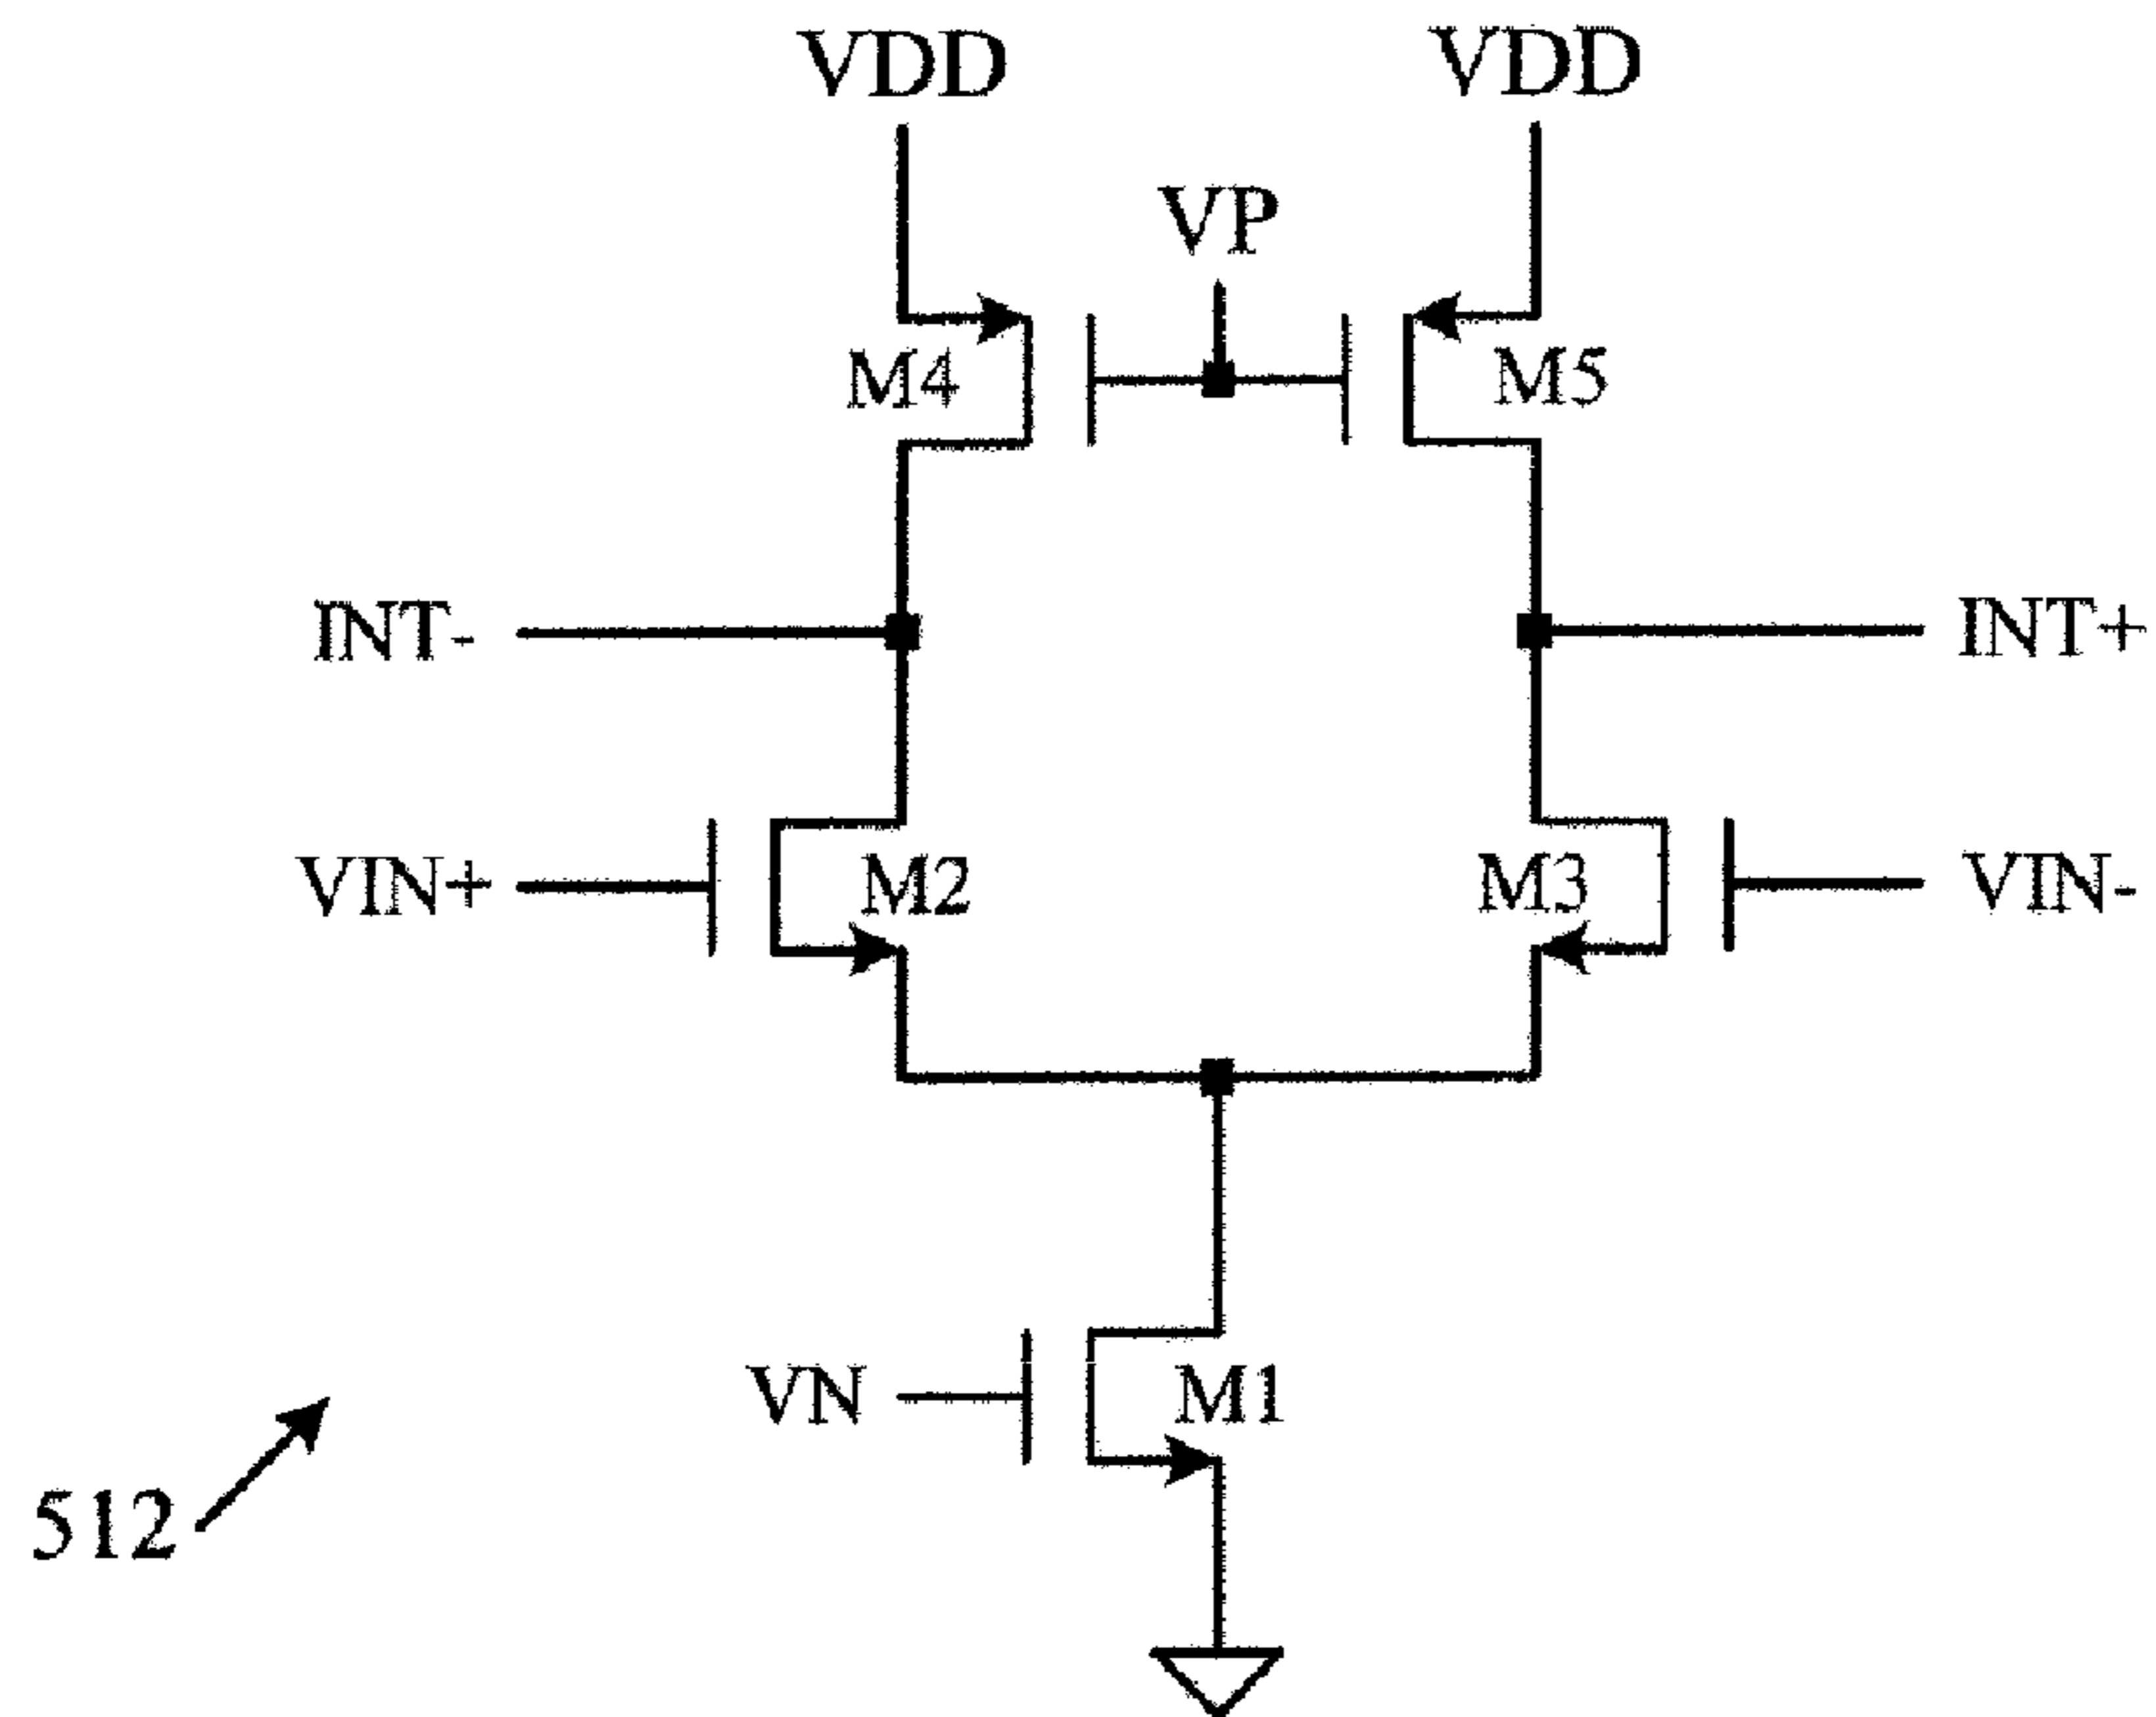 VDD VDD
VP
M4 M5
INT- INT+
VIN+ M2 M3 VIN-
VN M1
512